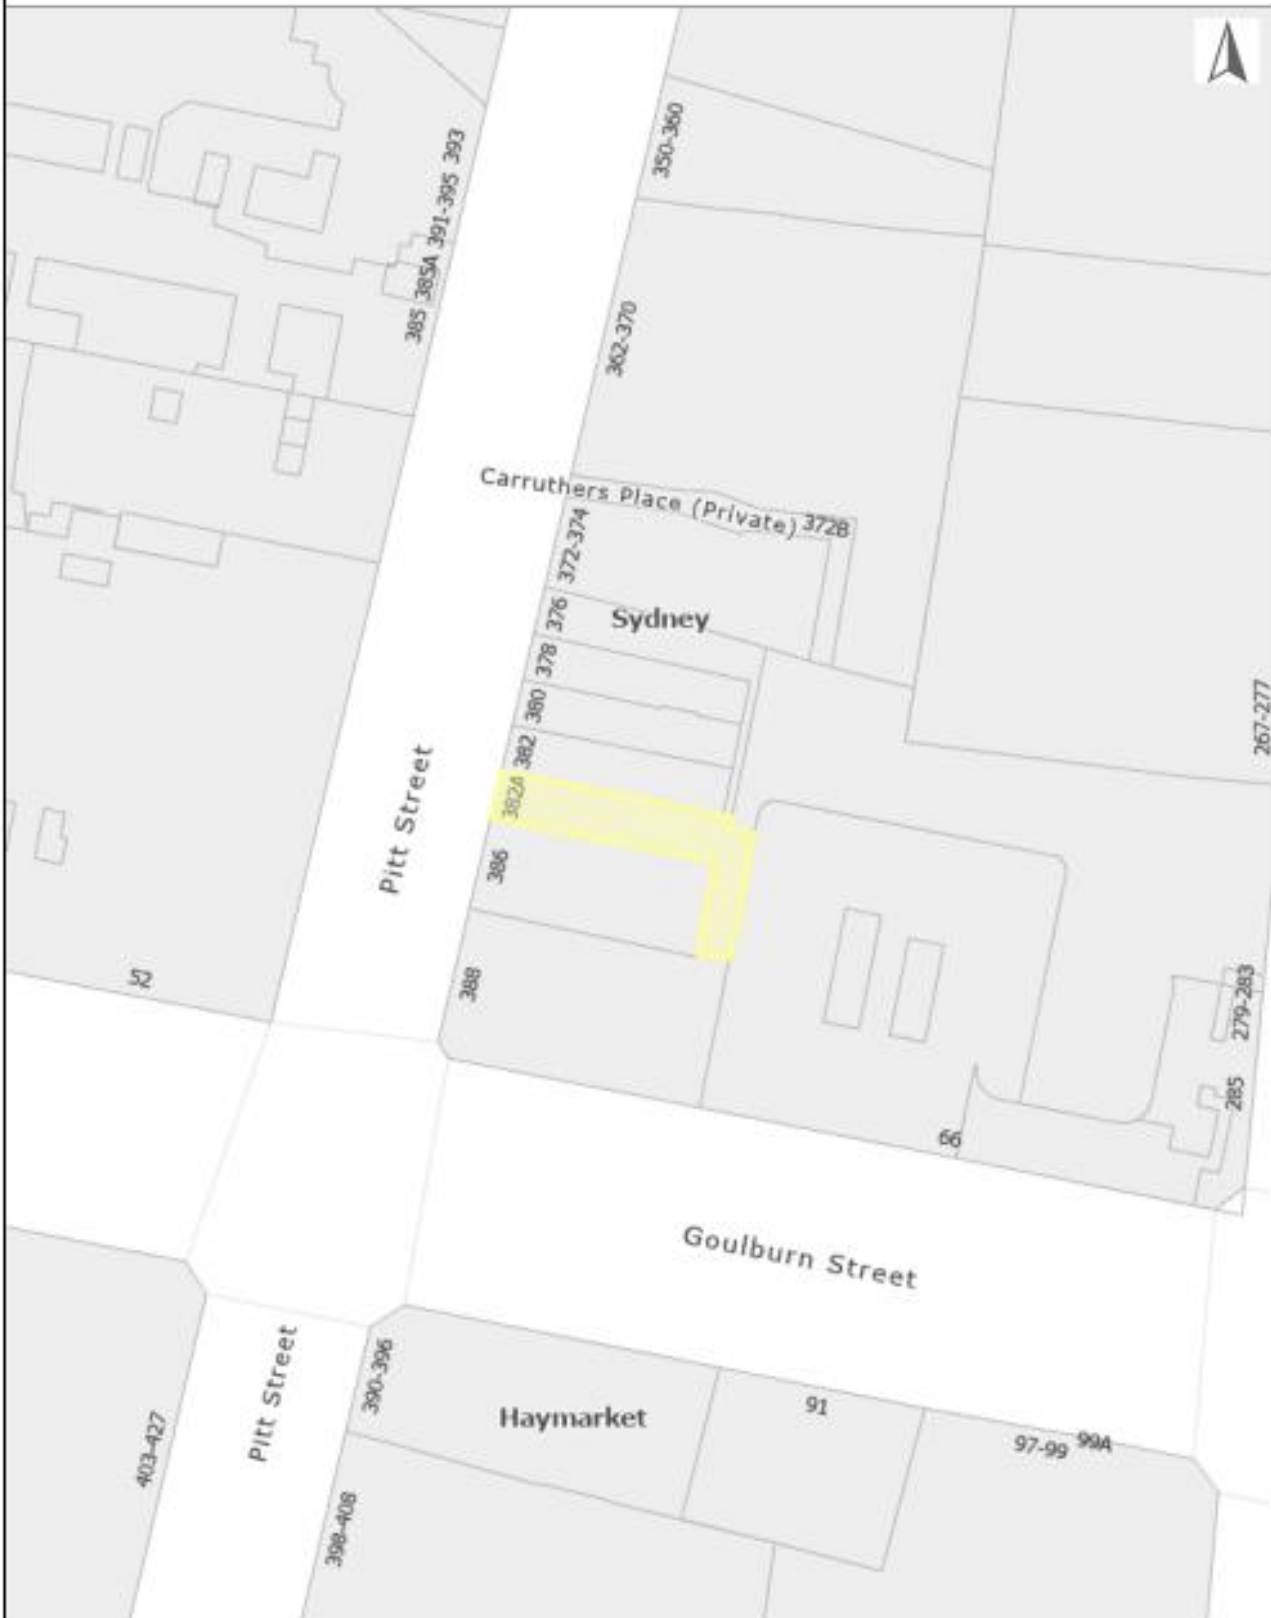 393
391-395
385A
385
350-360
362-370
Carruthers Place (Private)
372B
372-374
Sydney
376
378
380
382
382A
267-277
Pitt Street
386
388
52
279-283
285
66
Goulburn Street
Pitt Street
390-396
Haymarket
91
97-99
99A
403-427
398-408